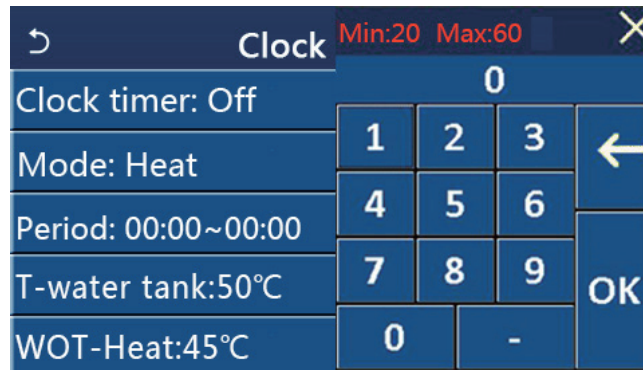 Clock
Clock timer: Off
Mode: Heat
Period: 00:00~00:00
T-water tank:50℃
WOT-Heat:45℃
Min:20 Max:60
0
1 2 3
4 5 6
7 8 9
OK
0 -